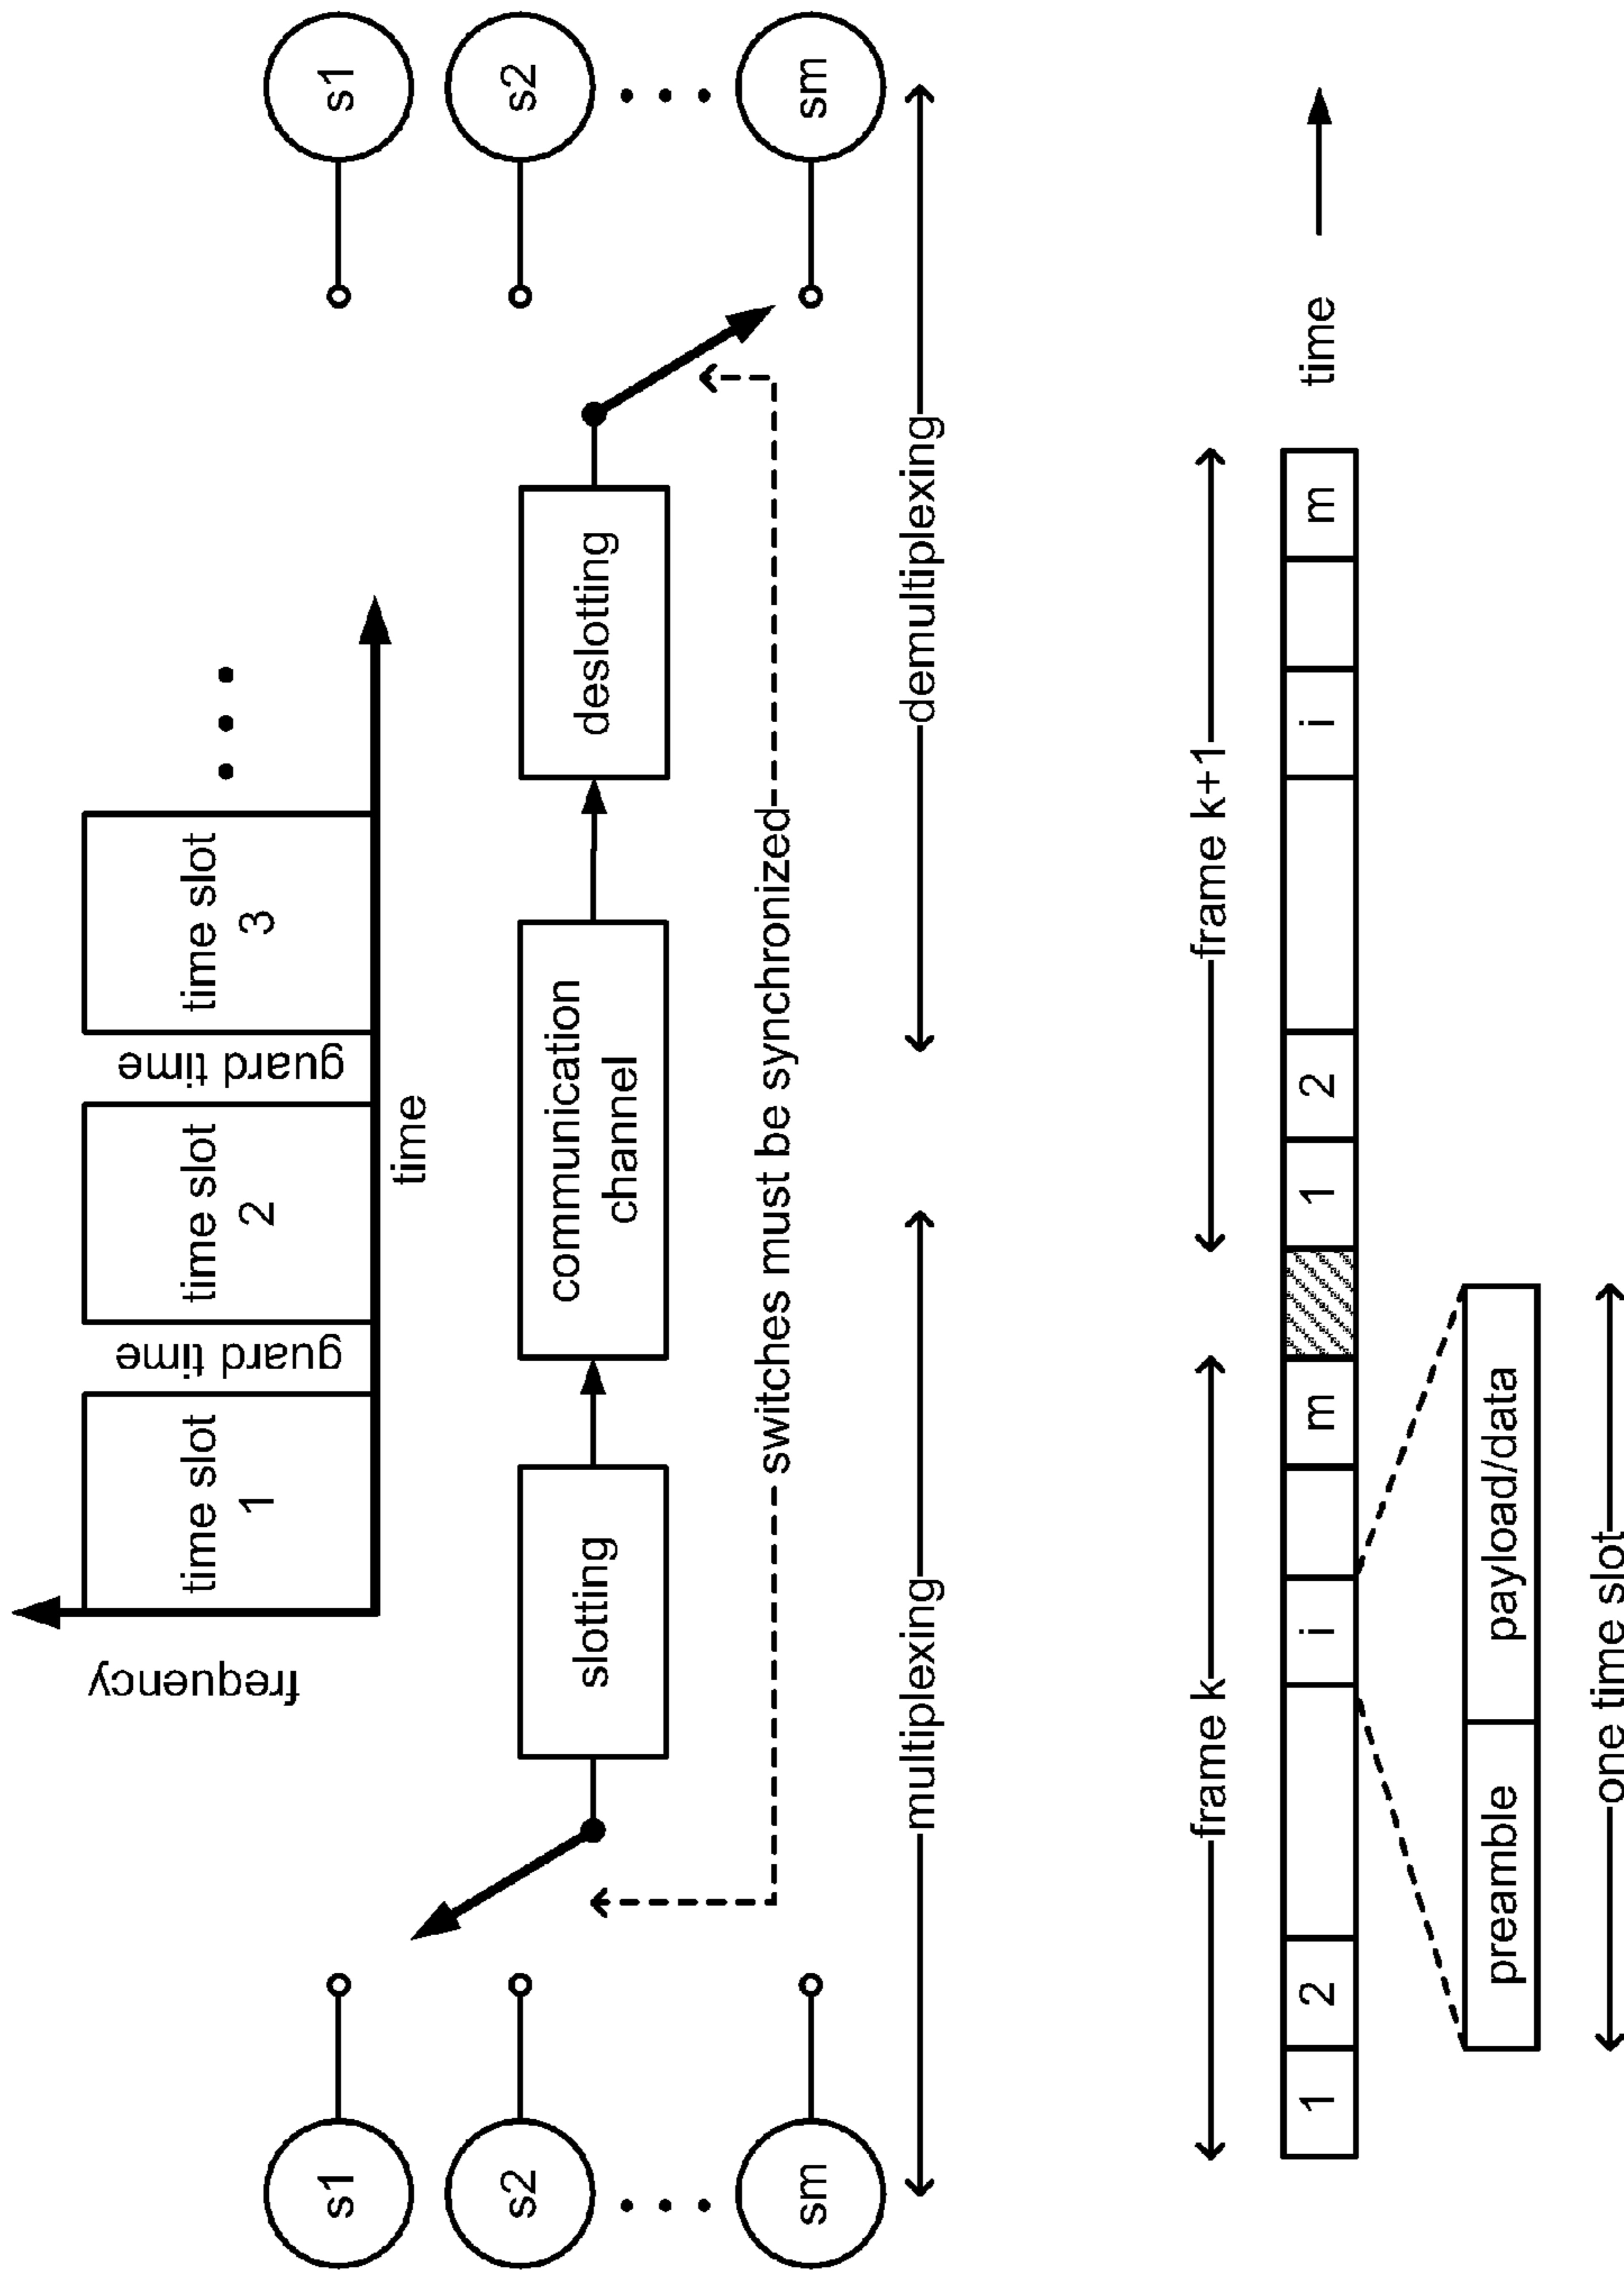 frequency
time slot
1
guard time
time slot
2
guard time
time slot
3
time
s1
s2
sm
slotting
communication
channel
deslotting
s1
s2
sm
switches must be synchronized
multiplexing
demultiplexing
frame k
frame k+1
1
2
i
m
1
2
i
m
time
preamble
payload/data
one time slot